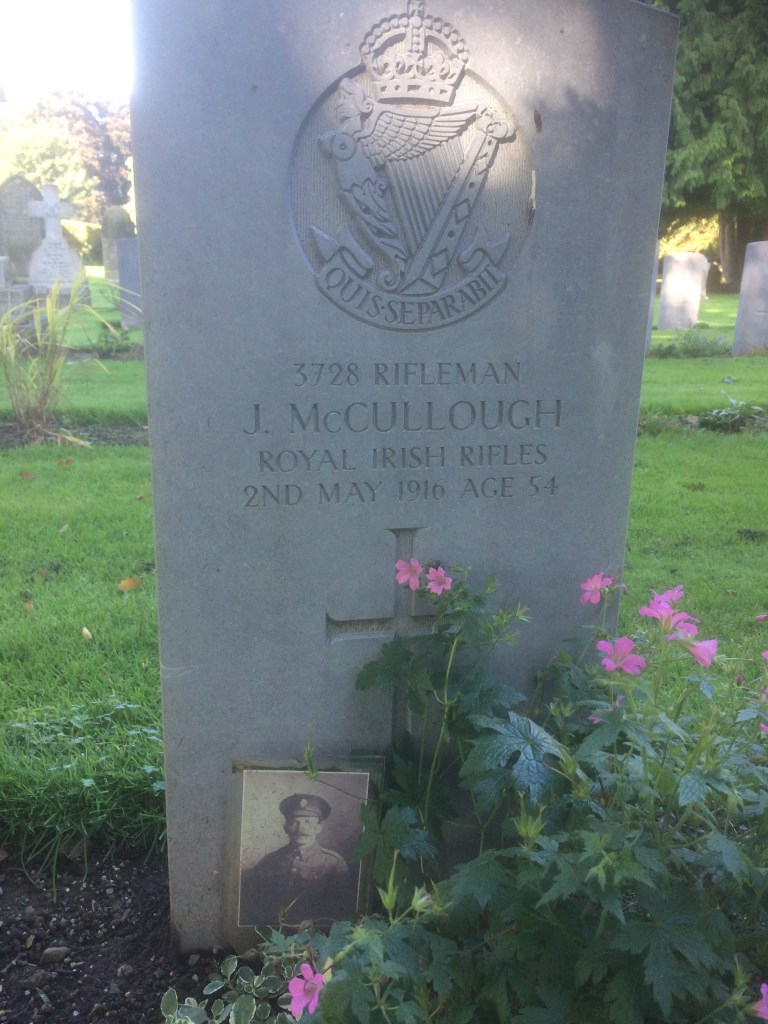 QUIS·SEPARABIT
3728 RIFLEMAN
J. McCULLOUGH
ROYAL IRISH RIFLES
2ND MAY 1916 AGE 54